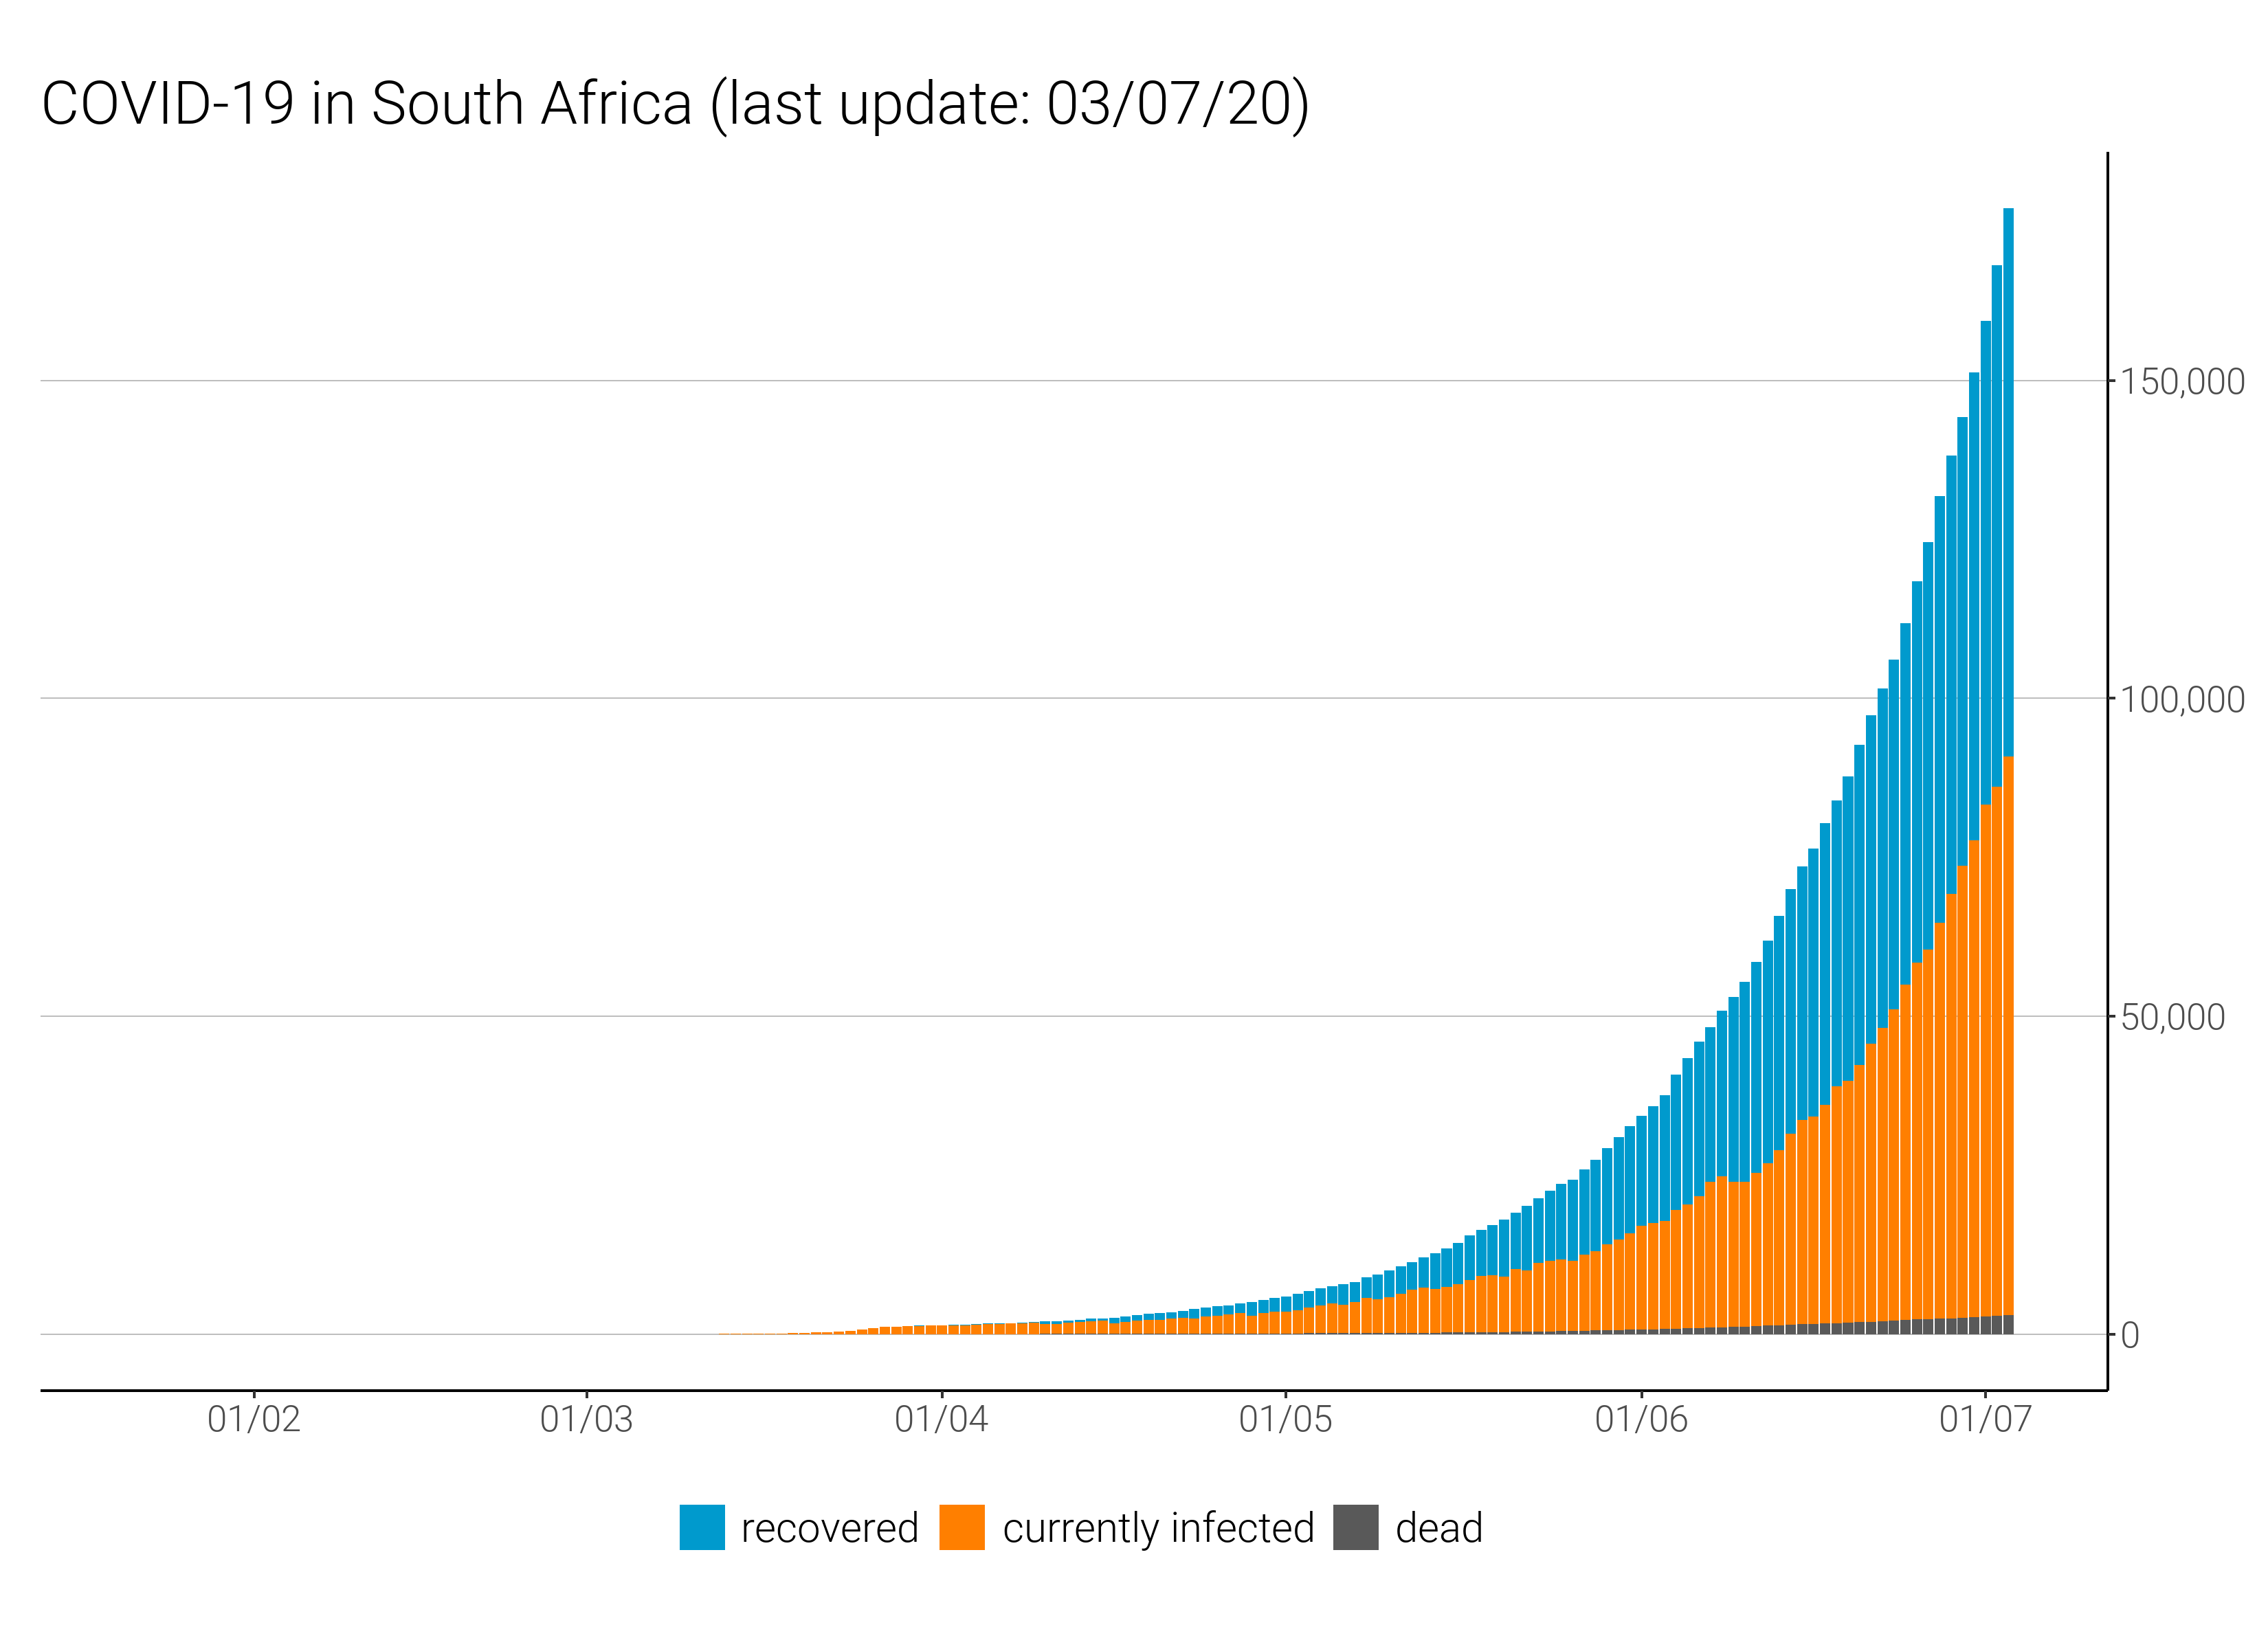 COVID-19 in South Africa (last update: 03/07/20)
150,000
100,000
50,000
0
01/02 01/03 01/04 01/05 01/06 01/07
recovered currently infected dead